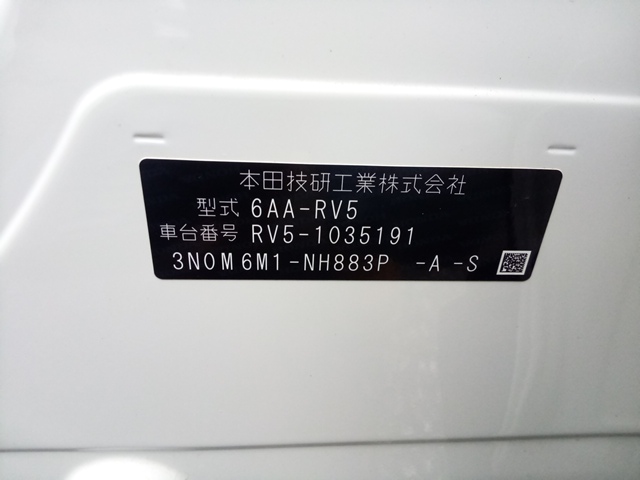 本田技研工業株式会社
型式 6AA-RV5
車台番号 RV5-1035191
3N0M6M1-NH883P -A-S